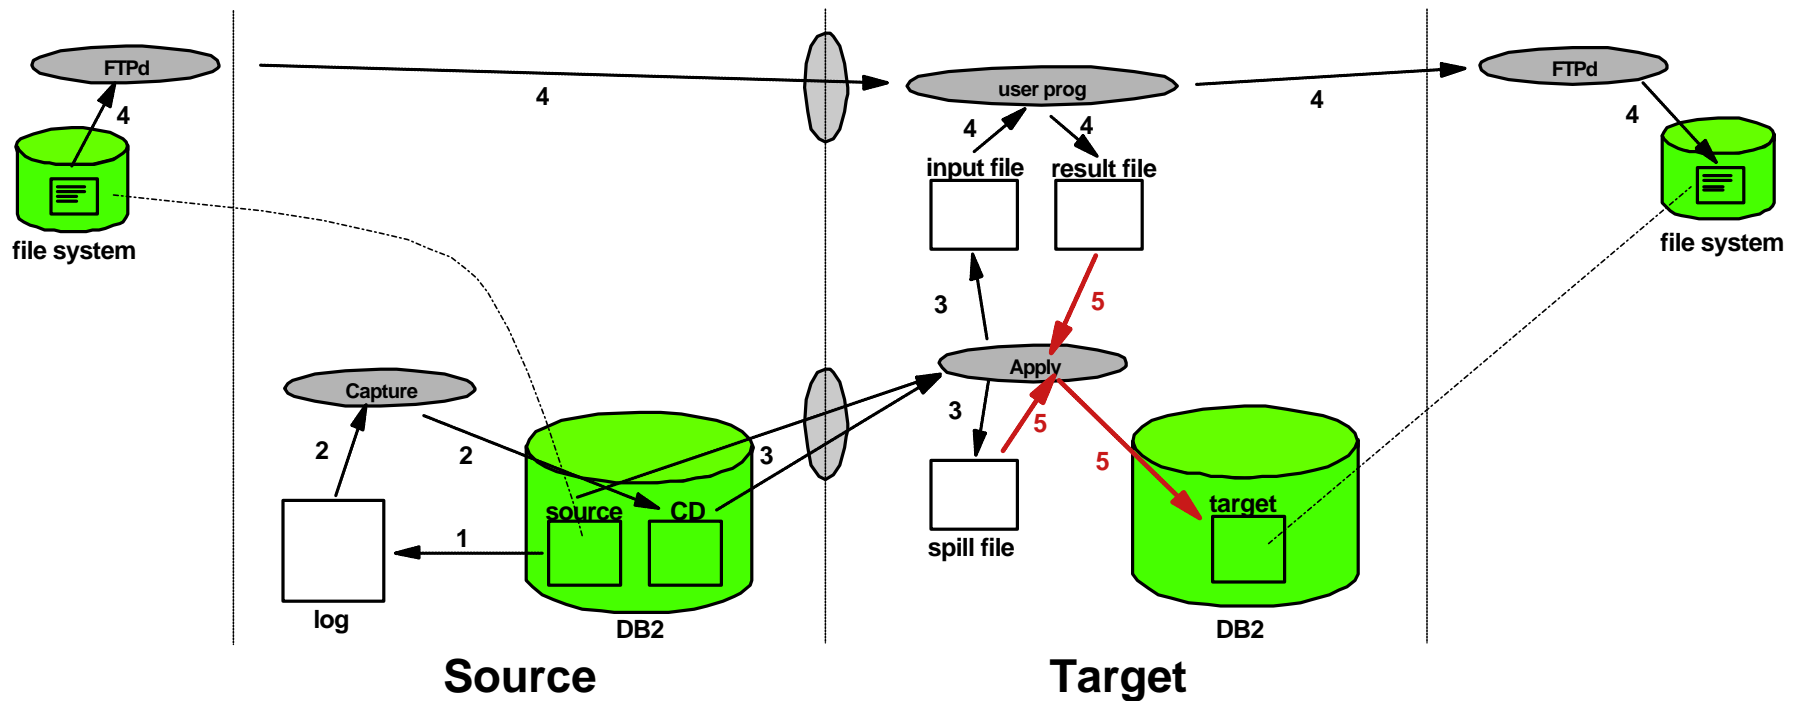 FTPd
4
file system
4
user prog
4
4
4
input file
result file
FTPd
4
file system
3
5
Capture
Apply
2
2
3
3
5
5
source
CD
target
1
spill file
log
DB2
DB2
Source
Target